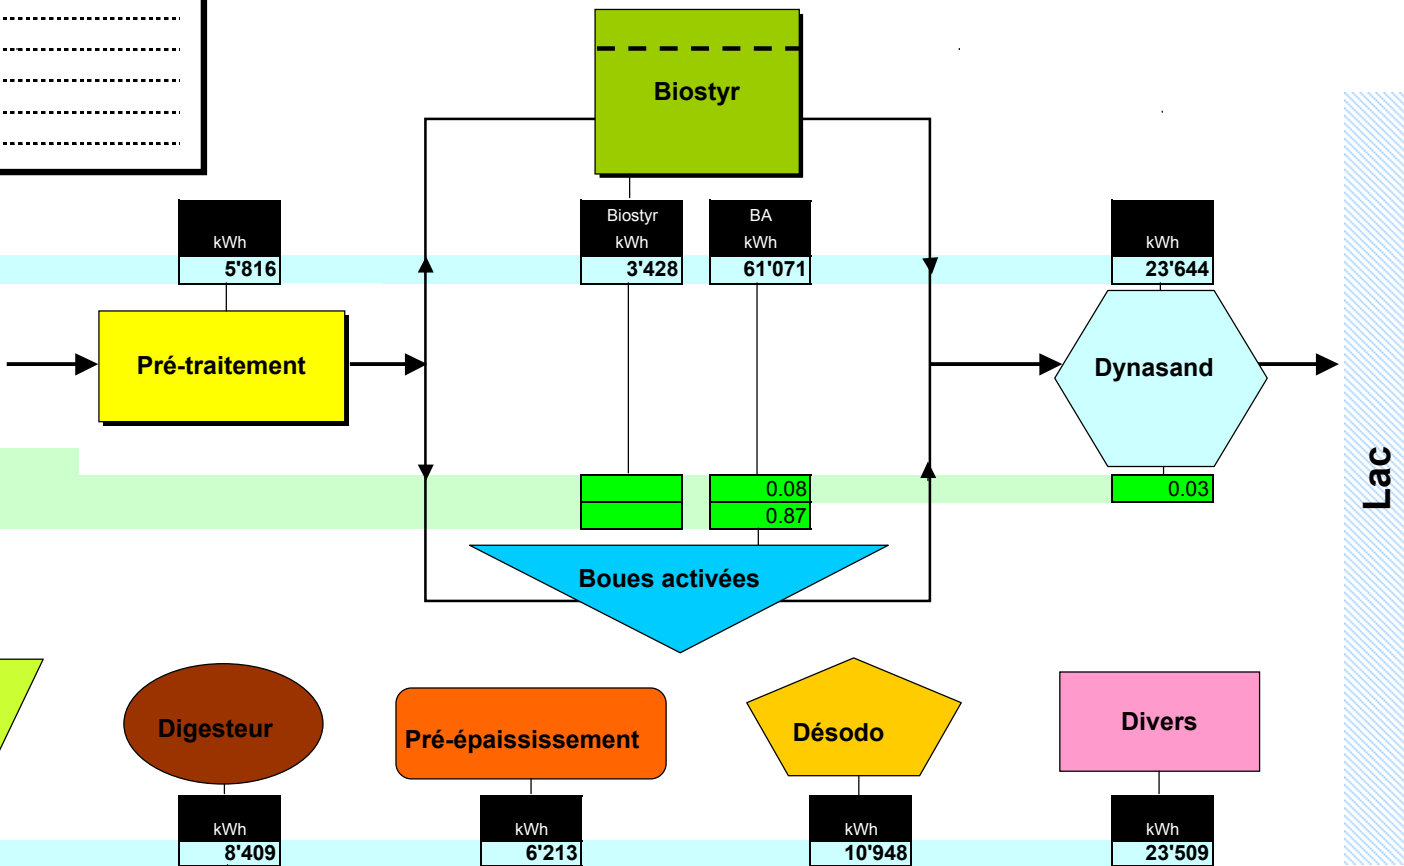 Biostyr
Biostyr
BA
kWh
kWh
kWh
kWh
5'816
3'428
61'071
23'644
Pré-traitement
Dynasand
Lac
0.08
0.03
0.87
Boues activées
Digesteur
Pré-épaississement
Désodo
Divers
kWh
kWh
kWh
kWh
8'409
6'213
10'948
23'509